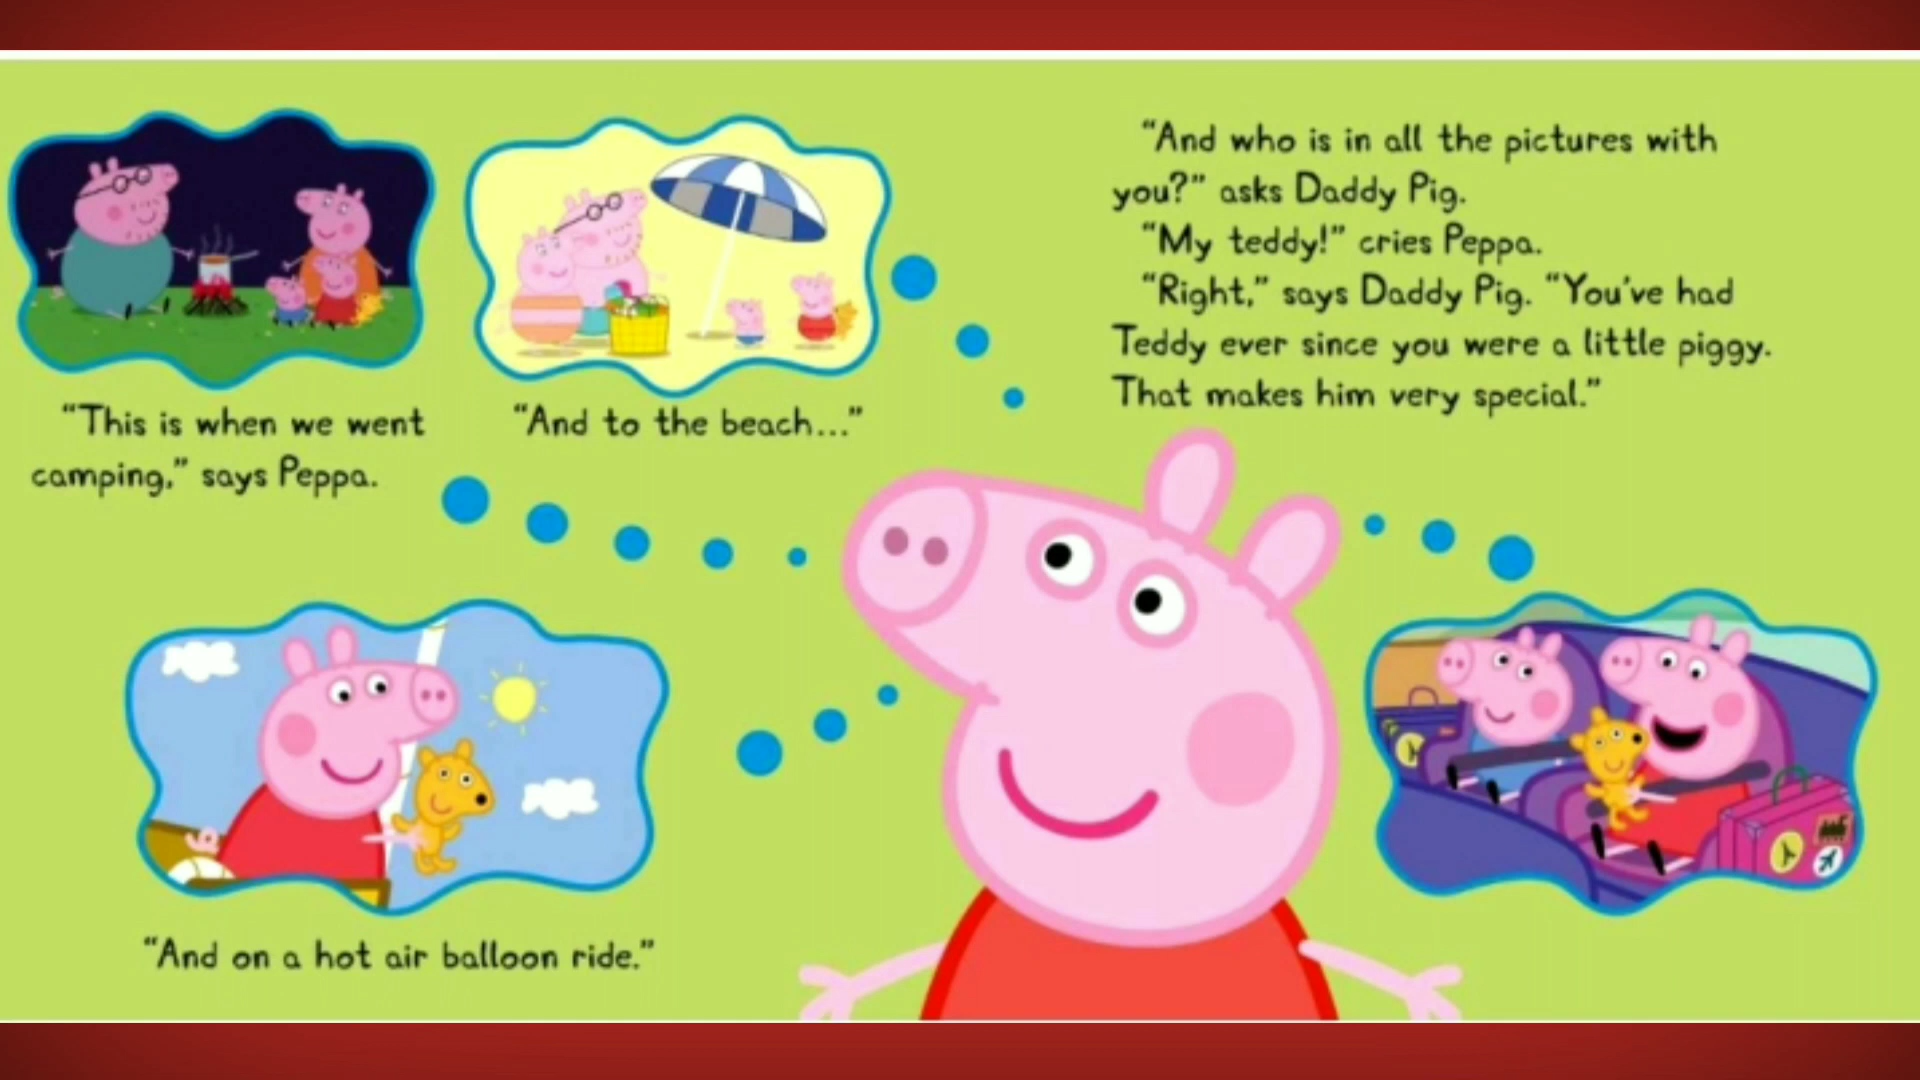 “This is when we went
camping,” says Peppa.
“And to the beach...”
“And on a hot air balloon ride.”
“And who is in all the pictures with
you?” asks Daddy Pig.
“My teddy!” cries Peppa.
“Right,” says Daddy Pig. “You’ve had
Teddy ever since you were a little piggy.
That makes him very special.”